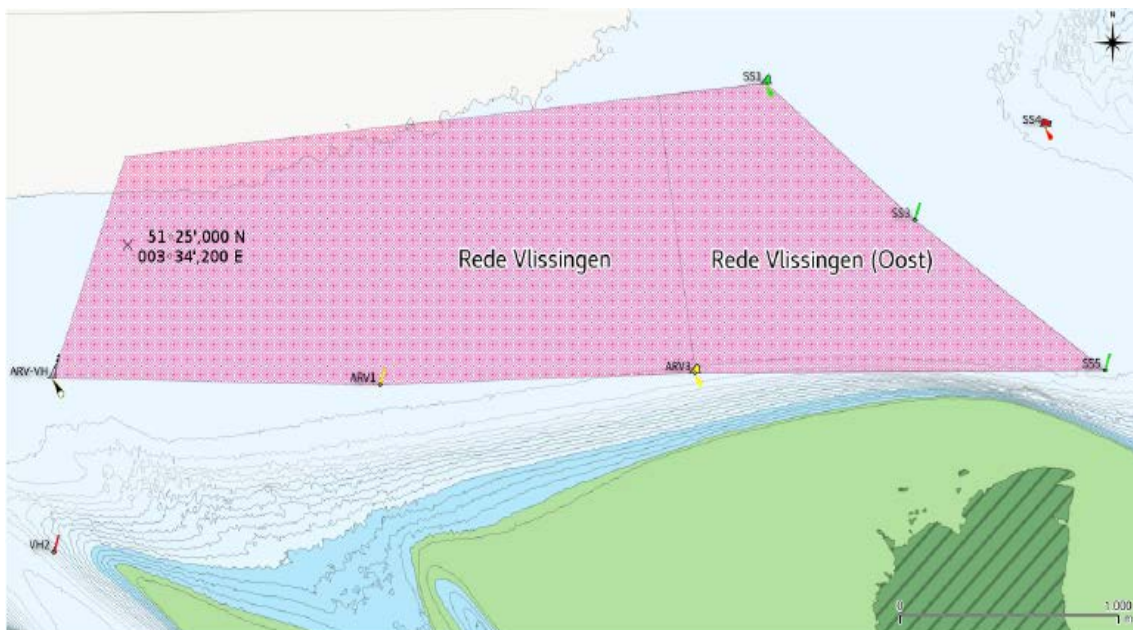 N
SS1
SS4
SS3
51°25',000 N
003°34',200 E
Rede Vlissingen
Rede Vlissingen (Oost)
ARV-VH
ARV1
ARV3
SS5
VH2
0
1.000
m